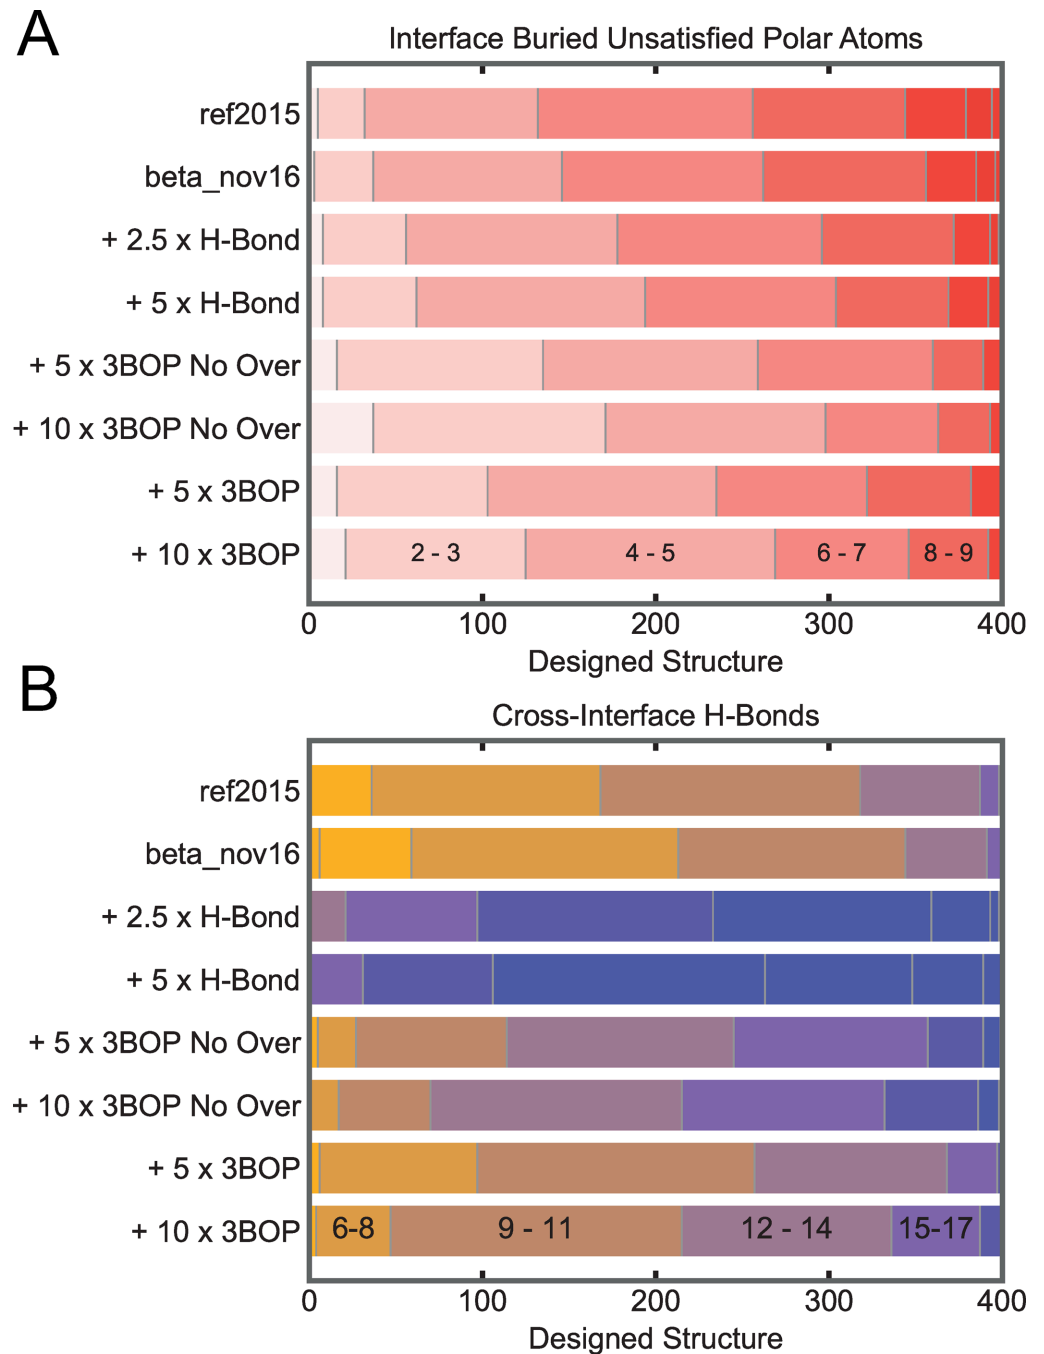 A
Interface Buried Unsatisfied Polar Atoms
ref2015
beta_nov16
+ 2.5 x H-Bond
+ 5 x H-Bond
+ 5 x 3BOP No Over
+ 10 x 3BOP No Over
+ 5 x 3BOP
+ 10 x 3BOP 2 - 3 4 - 5 6 - 7 8 - 9
0 100 200 300 400
Designed Structure
B
Cross-Interface H-Bonds
ref2015
beta_nov16
+ 2.5 x H-Bond
+ 5 x H-Bond
+ 5 x 3BOP No Over
+ 10 x 3BOP No Over
+ 5 x 3BOP
+ 10 x 3BOP 6-8 9 - 11 12 - 14 15-17
0 100 200 300 400
Designed Structure